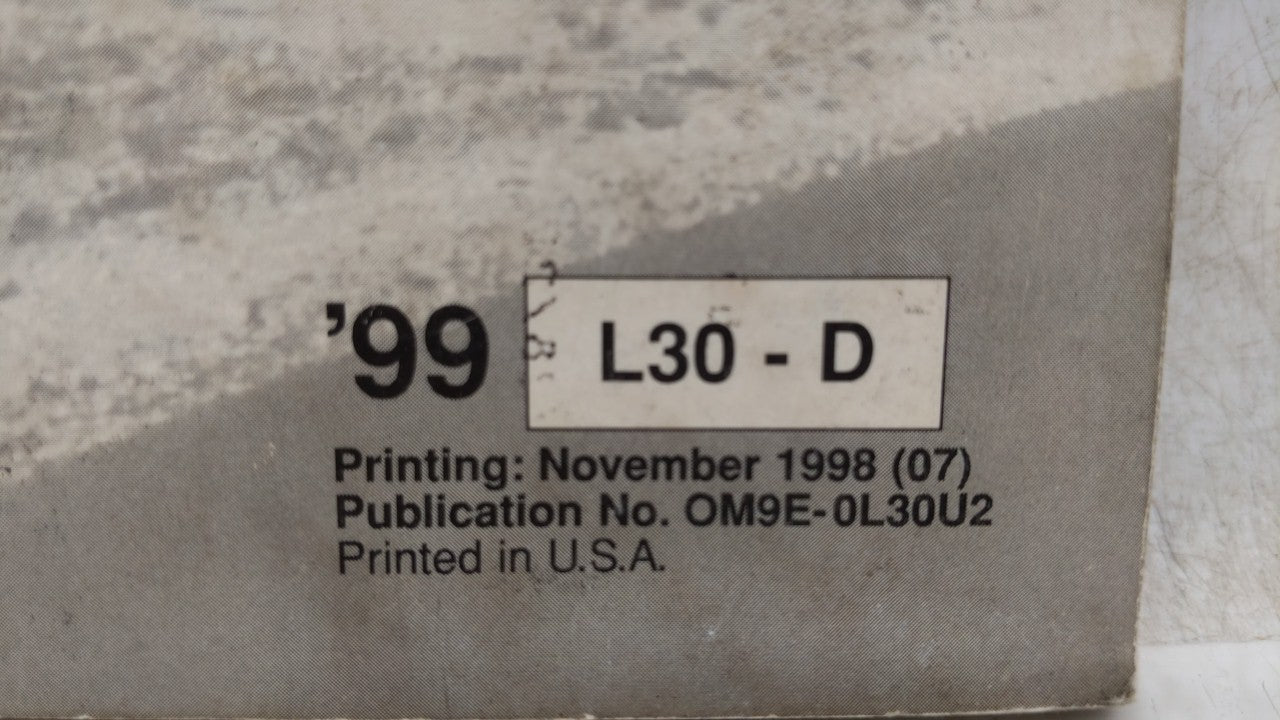 '99 L30 - D
Printing: November 1998 (07)
Publication No. OM9E-0L30U2
Printed in U.S.A.